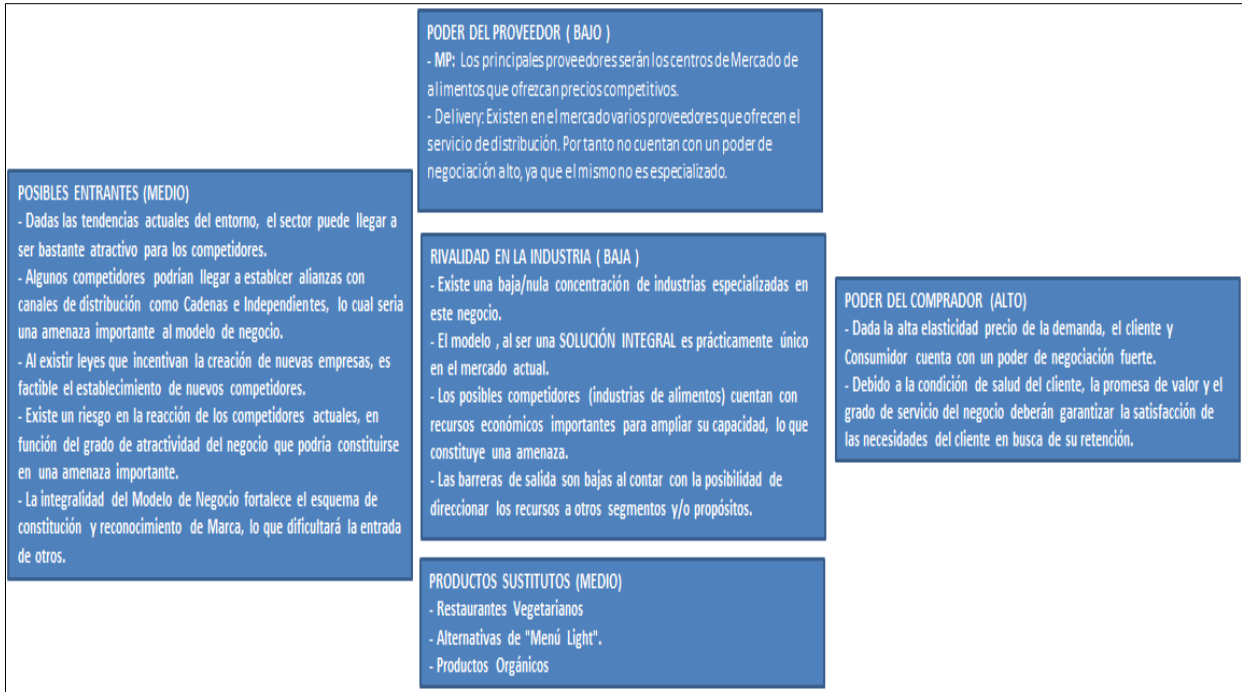 PODER DEL PROVEEDOR ( BAJO )
- MP: Los principales proveedores serán los centros de Mercado de
alimentos que ofrezcan precios competitivos.
- Delivery: Existen en el mercado varios proveedores que ofrecen el
servicio de distribución. Por tanto no cuentan con un poder de
negociación alto, ya que el mismo no es especializado.
POSIBLES ENTRANTES (MEDIO)
- Dadas las tendencias actuales del entorno, el sector puede llegar a
ser bastante atractivo para los competidores.
- Algunos competidores podrían llegar a establcer alianzas con
canales de distribución como Cadenas e Independientes, lo cual seria
una amenaza importante al modelo de negocio.
- Al existir leyes que incentivan la creación de nuevas empresas, es
factible el establecimiento de nuevos competidores.
- Existe un riesgo en la reacción de los competidores actuales, en
función del grado de atractividad del negocio que podría constituirse
en una amenaza importante.
- La integralidad del Modelo de Negocio fortalece el esquema de
constitución y reconocimiento de Marca, lo que dificultará la entrada
de otros.
RIVALIDAD EN LA INDUSTRIA ( BAJA )
- Existe una baja/nula concentración de industrias especializadas en
este negocio.
- El modelo , al ser una SOLUCIÓN INTEGRAL es prácticamente único
en el mercado actual.
- Los posibles competidores (industrias de alimentos) cuentan con
recursos económicos importantes para ampliar su capacidad, lo que
constituye una amenaza.
- Las barreras de salida son bajas al contar con la posibilidad de
direccionar los recursos a otros segmentos y/o propósitos.
PODER DEL COMPRADOR (ALTO)
- Dada la alta elasticidad precio de la demanda, el cliente y
Consumidor cuenta con un poder de negociación fuerte.
- Debido a la condición de salud del cliente, la promesa de valor y el
grado de servicio del negocio deberán garantizar la satisfacción de
las necesidades del cliente en busca de su retención.
PRODUCTOS SUSTITUTOS (MEDIO)
- Restaurantes Vegetarianos
- Alternativas de "Menú Light".
- Productos Orgánicos